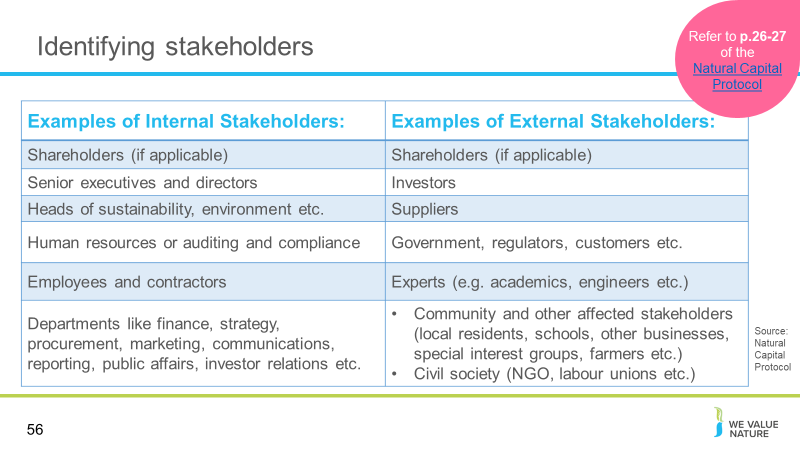 Identifying stakeholders
Refer to p.26-27
of the
Natural Capital
Protocol
Examples of Internal Stakeholders:
Examples of External Stakeholders:
Shareholders (if applicable)
Shareholders (if applicable)
Senior executives and directors
Investors
Heads of sustainability, environment etc.
Suppliers
Human resources or auditing and compliance
Government, regulators, customers etc.
Employees and contractors
Experts (e.g. academics, engineers etc.)
Departments like finance, strategy,
procurement, marketing, communications,
reporting, public affairs, investor relations etc.
• Community and other affected stakeholders
(local residents, schools, other businesses,
special interest groups, farmers etc.)
• Civil society (NGO, labour unions etc.)
Source:
Natural
Capital
Protocol
56
WE VALUE
NATURE